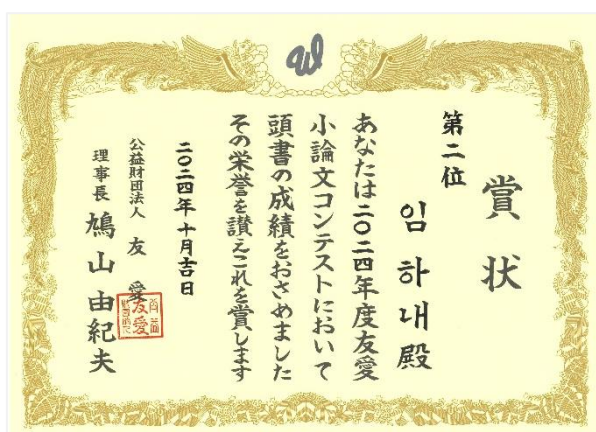 賞状
第二位
임하내殿
あなたは二〇二四年度友愛
小論文コンテストにおいて
頭書の成績をおさめました
その栄誉を讃えこれを賞します
二〇二四年十月吉日
公益財団法人 友愛
理事長 鳩山由紀夫